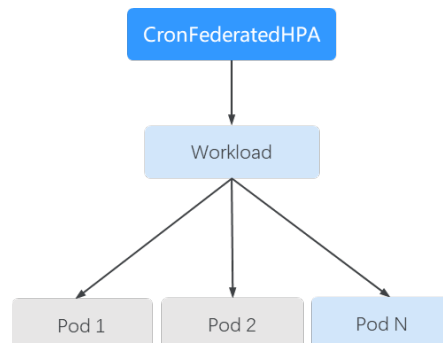 CronFederatedHPA
Workload
Pod 1
Pod 2
Pod N